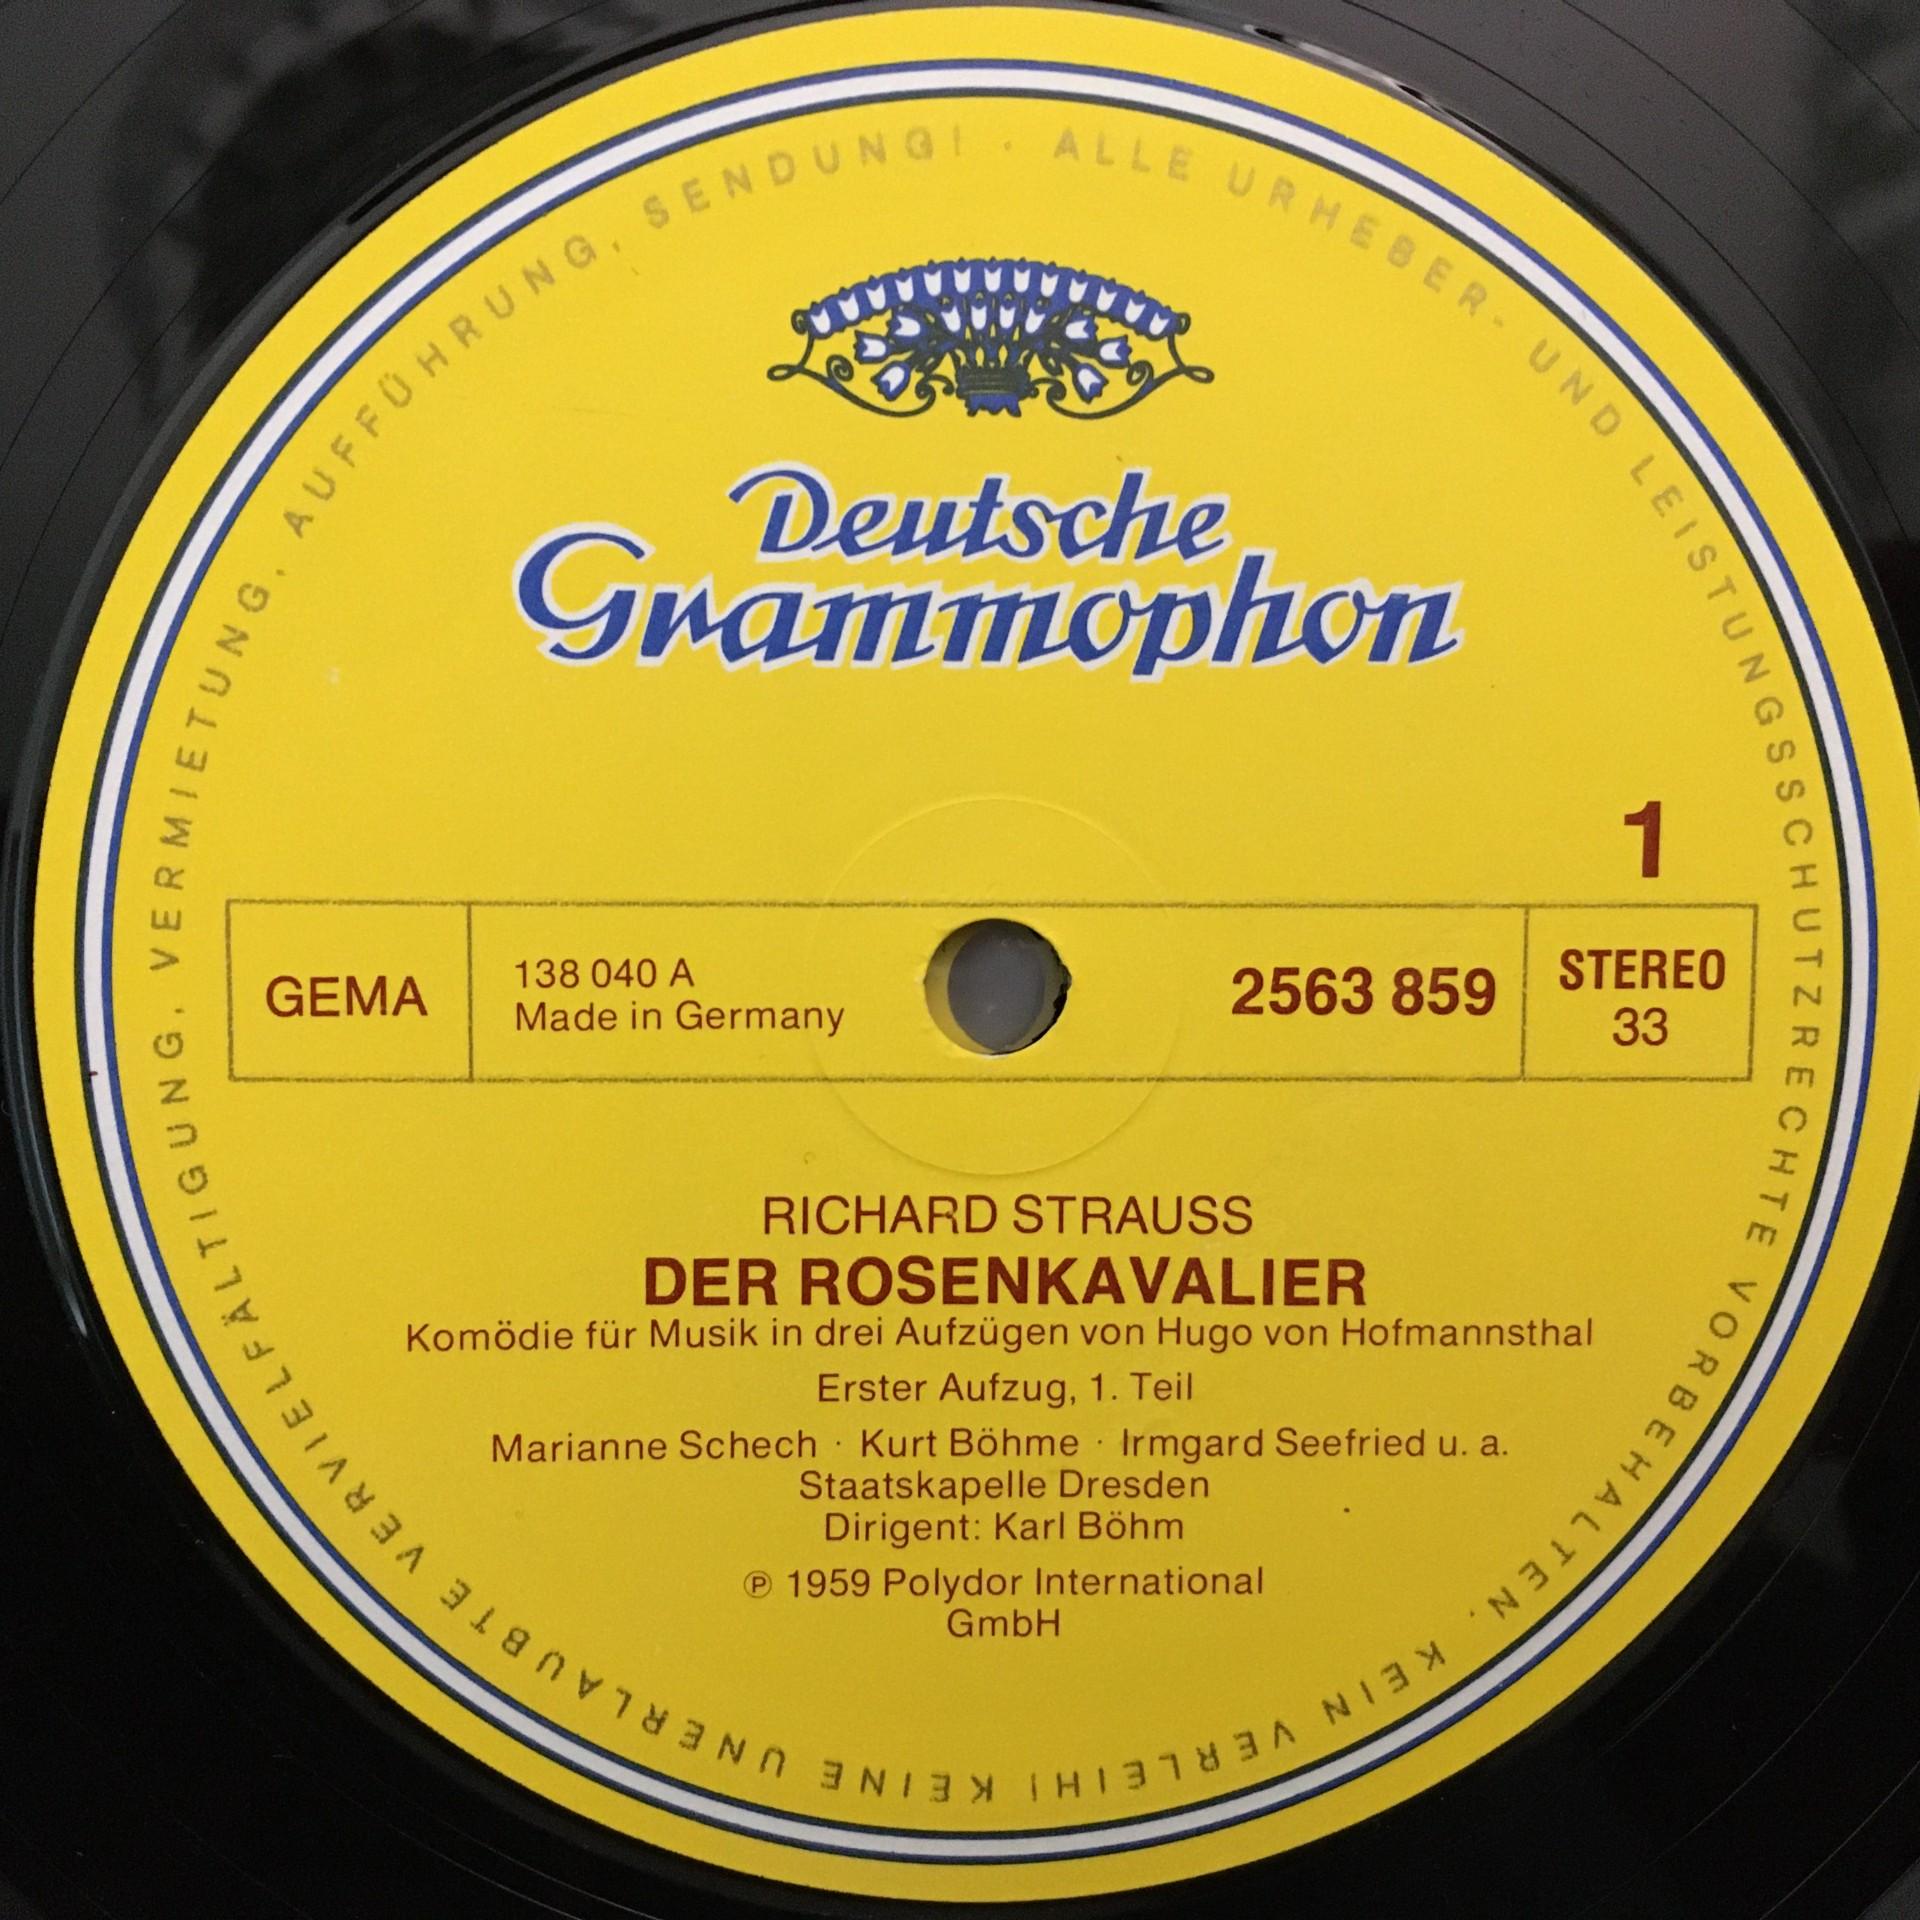 Deutsche
Grammophon
1
GEMA
138 040 A
Made in Germany
2563 859
STEREO
33
RICHARD STRAUSS
DER ROSENKAVALIER
Komödie für Musik in drei Aufzügen von Hugo von Hofmannsthal
Erster Aufzug, 1. Teil
Marianne Schech · Kurt Böhme · Irmgard Seefried u. a.
Staatskapelle Dresden
Dirigent: Karl Böhm
℗ 1959 Polydor International
GmbH
ALLE URHEBER- UND LEISTUNGSSCHUTZRECHTE VORBEHALTEN. KEIN VERLEIH! KEINE UNERLAUBTE VERVIELFÄLTIGUNG, VERMIETUNG, AUFFÜHRUNG, SENDUNG! ·